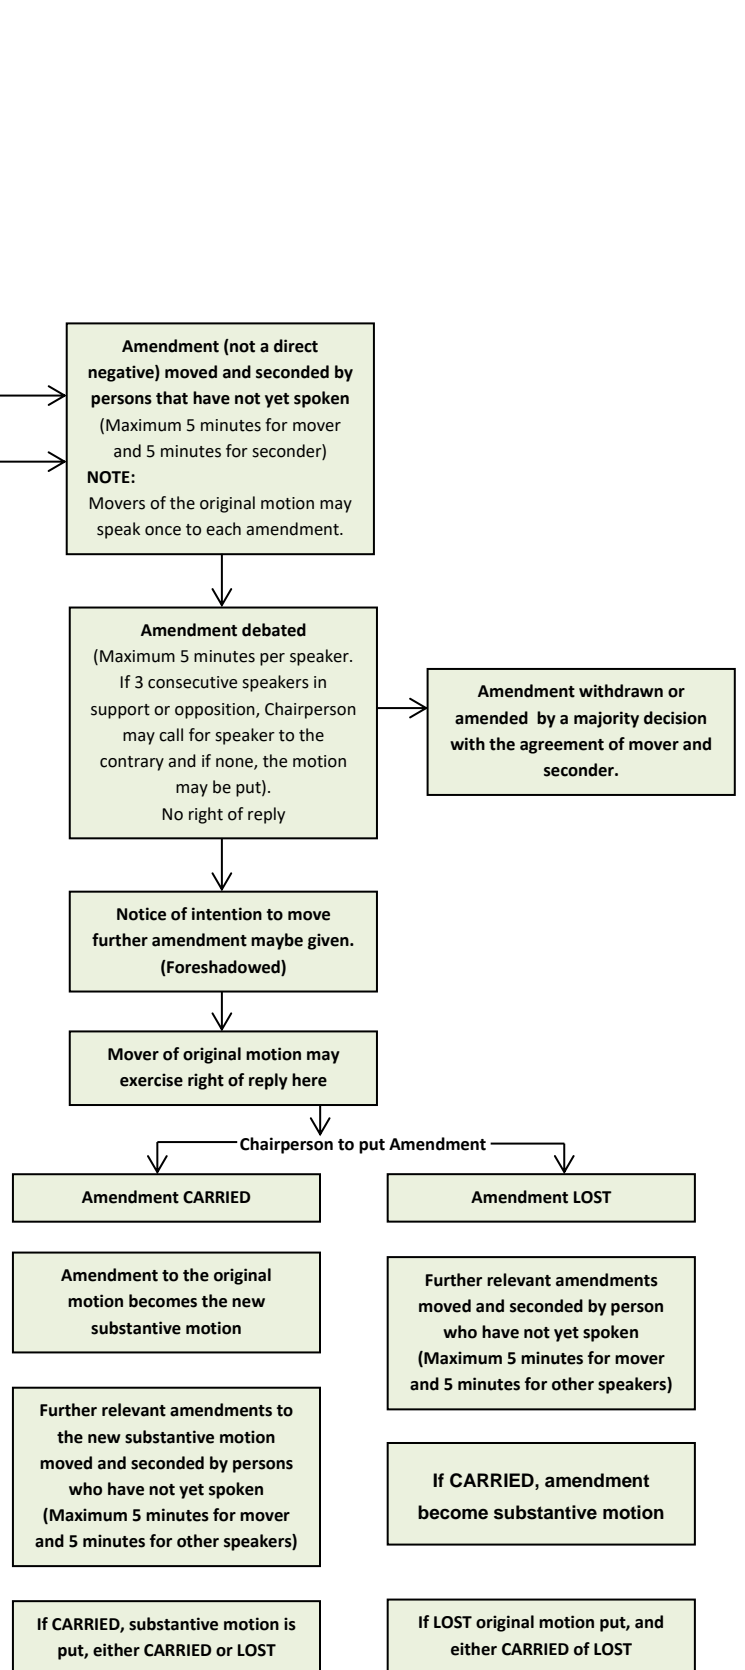 Amendment (not a direct
negative) moved and seconded by
persons that have not yet spoken
(Maximum 5 minutes for mover
and 5 minutes for seconder)
NOTE:
Movers of the original motion may
speak once to each amendment.
Amendment debated
(Maximum 5 minutes per speaker.
If 3 consecutive speakers in
support or opposition, Chairperson
may call for speaker to the
contrary and if none, the motion
may be put).
No right of reply
Amendment withdrawn or
amended by a majority decision
with the agreement of mover and
seconder.
Notice of intention to move
further amendment maybe given.
(Foreshadowed)
Mover of original motion may
exercise right of reply here
Chairperson to put Amendment
Amendment CARRIED
Amendment to the original
motion becomes the new
substantive motion
Further relevant amendments to
the new substantive motion
moved and seconded by persons
who have not yet spoken
(Maximum 5 minutes for mover
and 5 minutes for other speakers)
If CARRIED, substantive motion is
put, either CARRIED or LOST
Amendment LOST
Further relevant amendments
moved and seconded by person
who have not yet spoken
(Maximum 5 minutes for mover
and 5 minutes for other speakers)
If CARRIED, amendment
become substantive motion
If LOST original motion put, and
either CARRIED of LOST